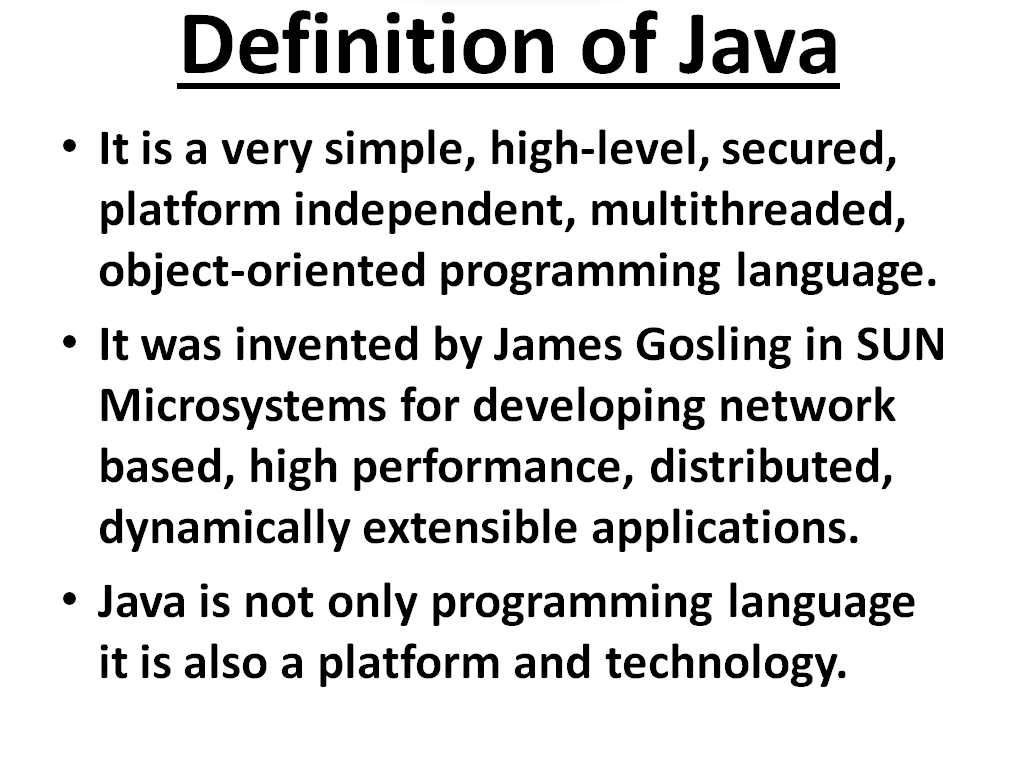 Definition of Java
• It is a very simple, high-level, secured,
platform independent, multithreaded,
object-oriented programming language.
• It was invented by James Gosling in SUN
Microsystems for developing network
based, high performance, distributed,
dynamically extensible applications.
• Java is not only programming language
it is also a platform and technology.